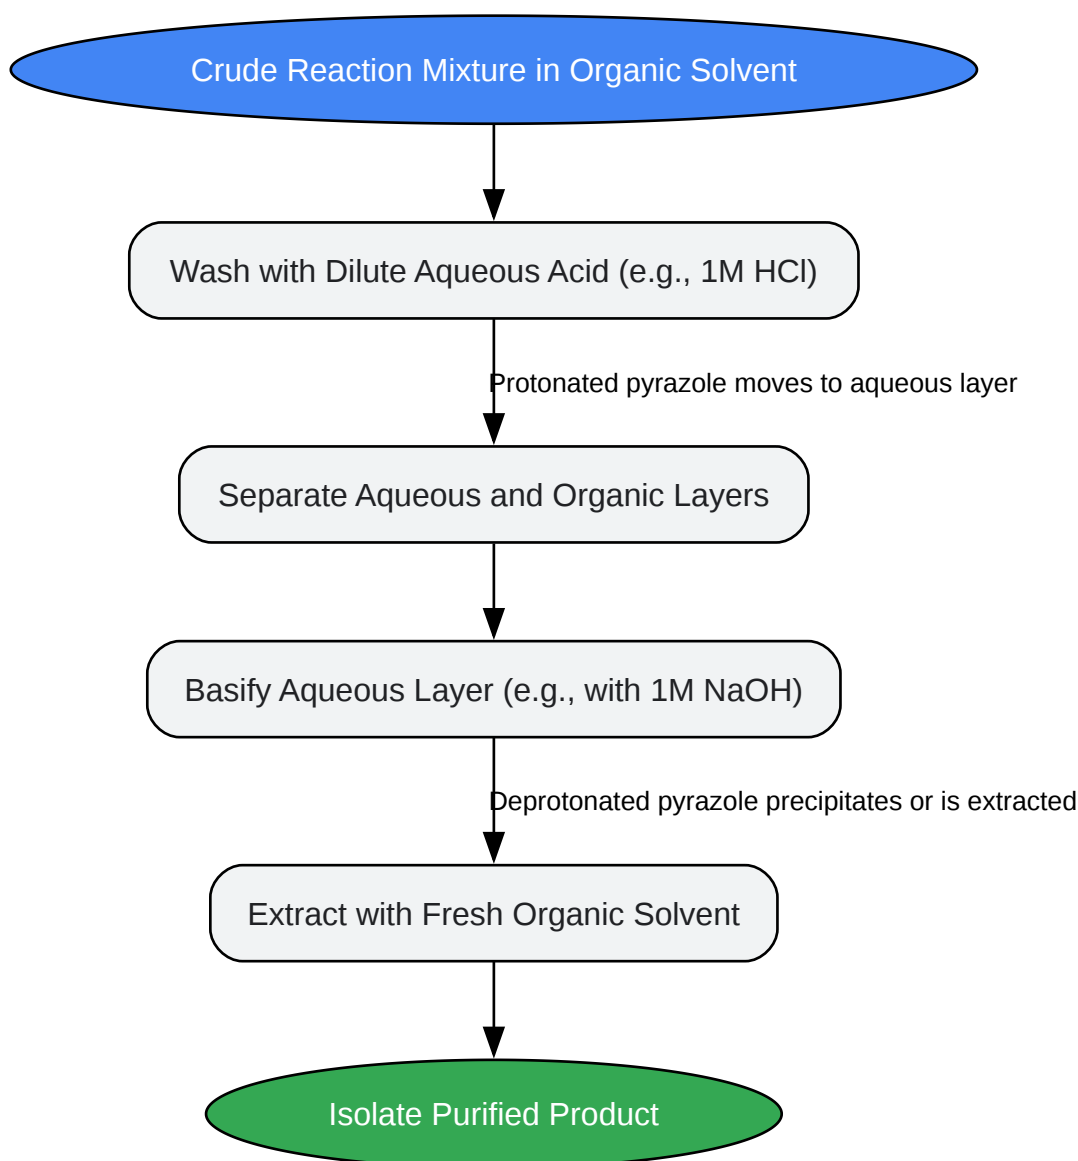 Crude Reaction Mixture in Organic Solvent
Wash with Dilute Aqueous Acid (e.g., 1M HCl)
Protonated pyrazole moves to aqueous layer
Separate Aqueous and Organic Layers
Basify Aqueous Layer (e.g., with 1M NaOH)
Deprotonated pyrazole precipitates or is extracted
Extract with Fresh Organic Solvent
Isolate Purified Product